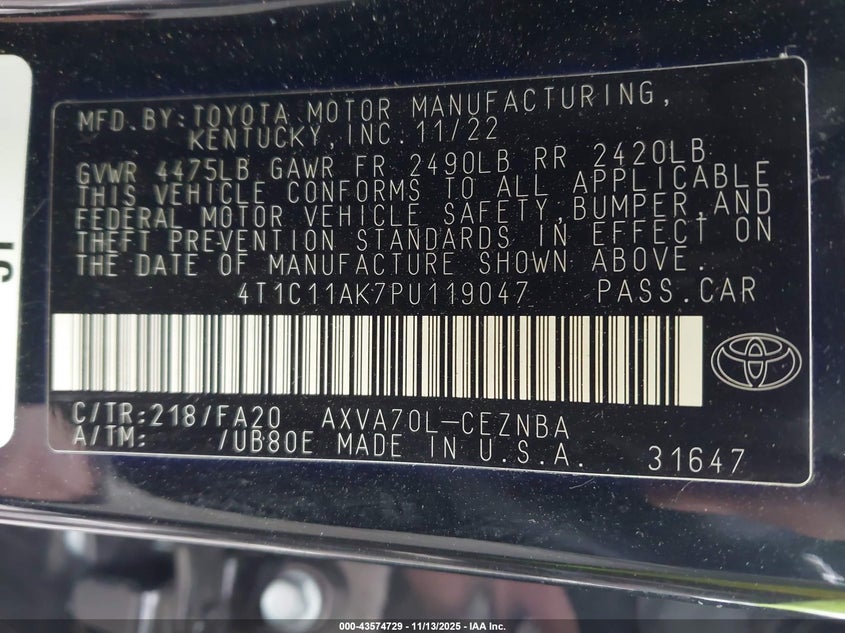 MFD.BY:TOYOTA MOTOR MANUFACTURING,
KENTUCKY,INC.11/22
GVWR 4475LB GAWR FR 2490LB RR 2420LB
THIS VEHICLE CONFORMS TO ALL APPLICABLE
FEDERAL MOTOR VEHICLE SAFETY,BUMPER,AND
THEFT PREVENTION STANDARDS IN EFFECT ON
THE DATE OF MANUFACTURE SHOWN ABOVE.
4T1C11AK7PU119047 PASS.CAR
C/TR:218/FA20 AXVA70L-CEZNBA
A/TM: /UB80E MADE IN U.S.A. 31647
000-43574729 - 11/13/2025 - IAA Inc.